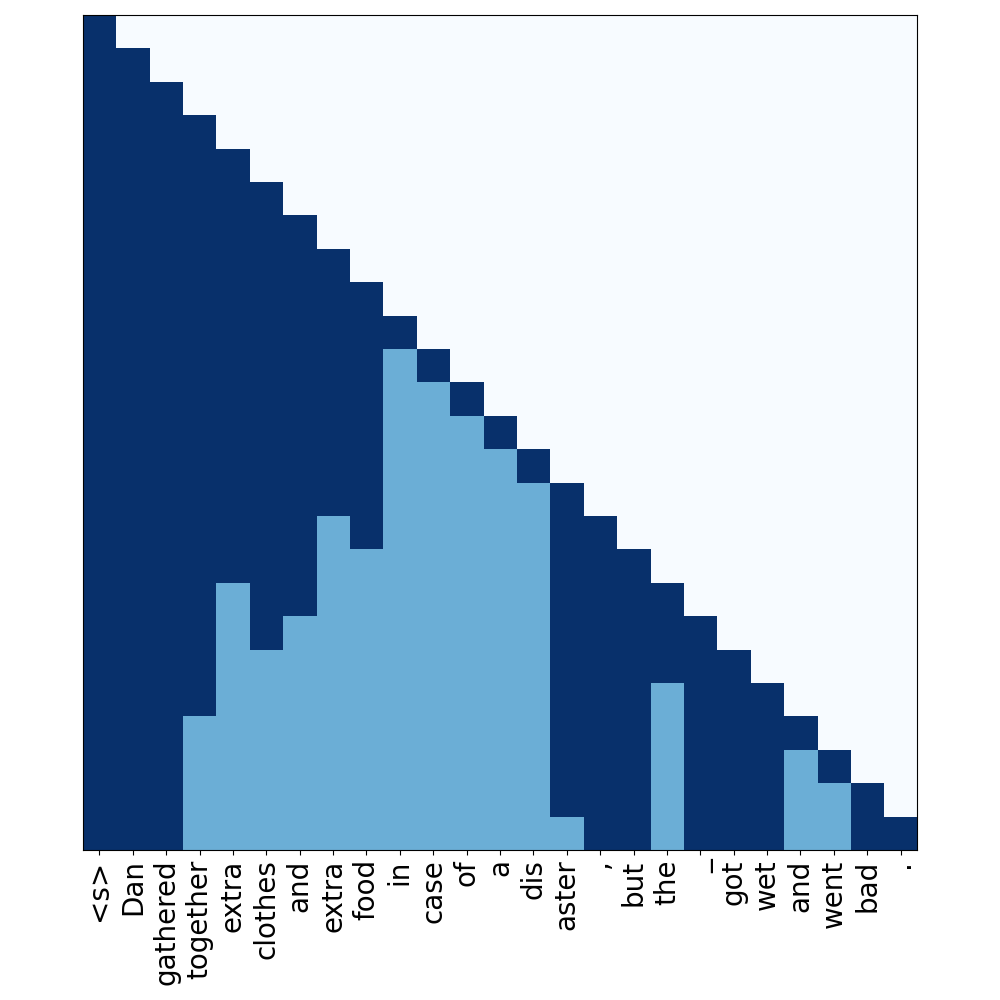 <s> Dan gathered together extra clothes and extra food in case of a dis aster , but the _ got wet and went bad .